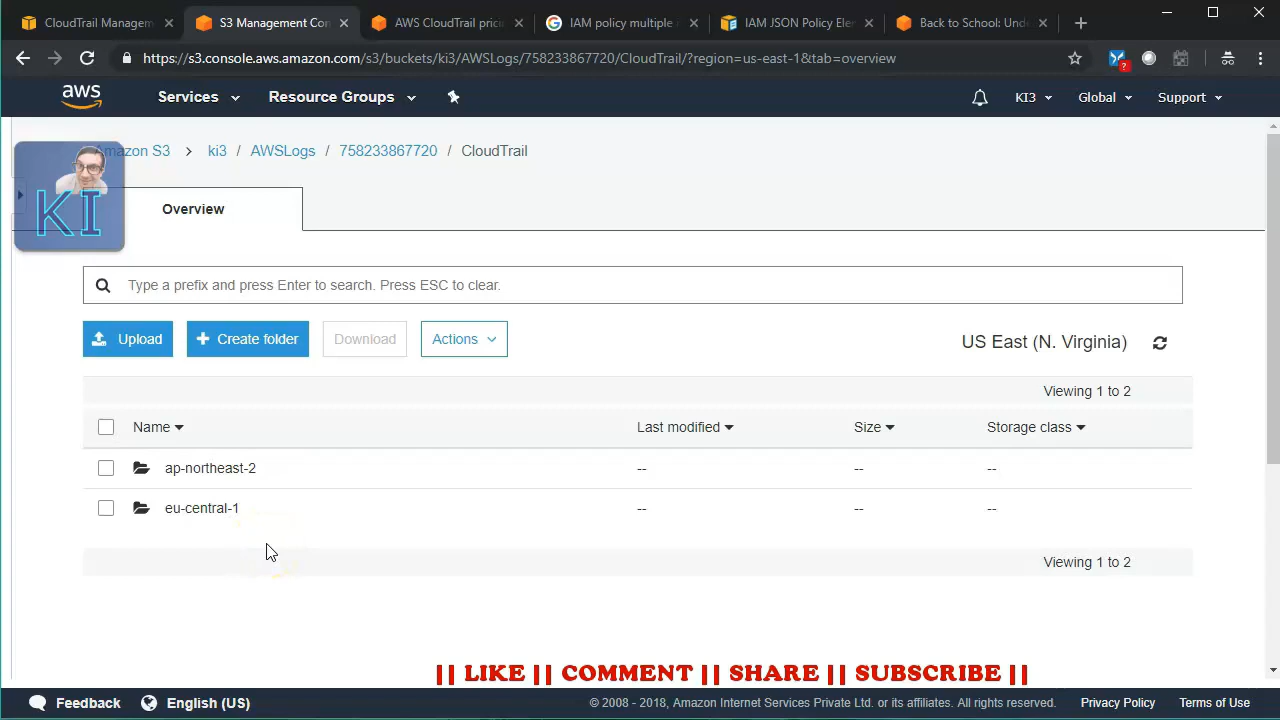 CloudTrail Managem
S3 Management Con
AWS CloudTrail prici
IAM policy multiple a
IAM JSON Policy Ele
Back to School: Unde
https://s3.console.aws.amazon.com/s3/buckets/ki3/AWSLogs/758233867720/CloudTrail/?region=us-east-1&tab=overview
?
aws
Services
Resource Groups
KI3
Global
Support
Amazon S3 > ki3 / AWSLogs / 758233867720 / CloudTrail
KI
Overview
Type a prefix and press Enter to search. Press ESC to clear.
Upload
+ Create folder
Download
Actions
US East (N. Virginia)
Viewing 1 to 2
Name
Last modified
Size
Storage class
ap-northeast-2 -- -- --
eu-central-1 -- -- --
Viewing 1 to 2
|| LIKE || COMMENT || SHARE || SUBSCRIBE ||
Feedback
English (US)
© 2008 - 2018, Amazon Internet Services Private Ltd. or its affiliates. All rights reserved.
Privacy Policy
Terms of Use